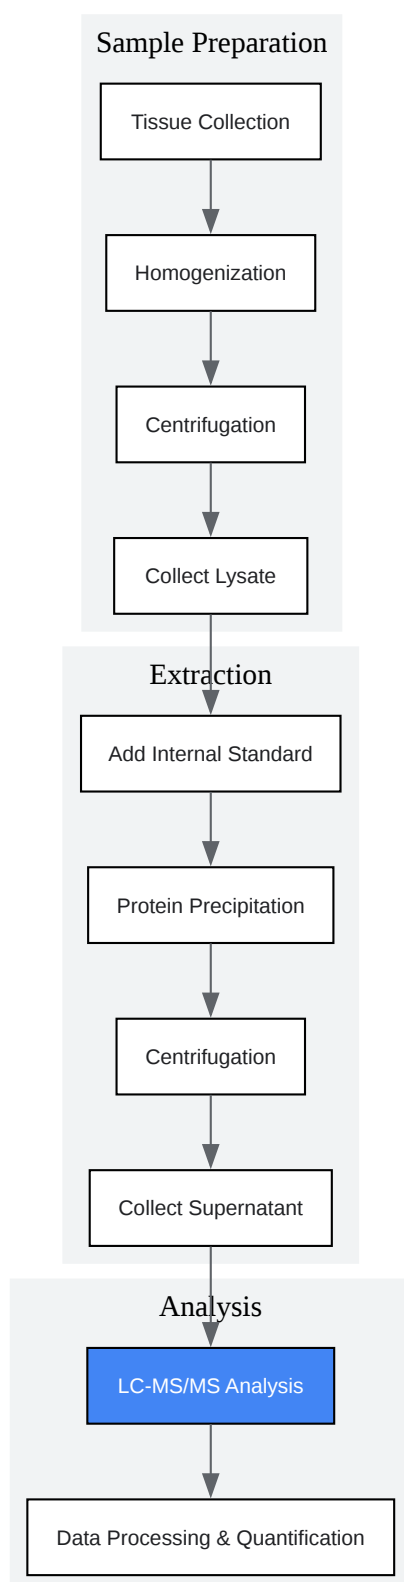 Sample Preparation
Tissue Collection
Homogenization
Centrifugation
Collect Lysate
Extraction
Add Internal Standard
Protein Precipitation
Centrifugation
Collect Supernatant
Analysis
LC-MS/MS Analysis
Data Processing & Quantification